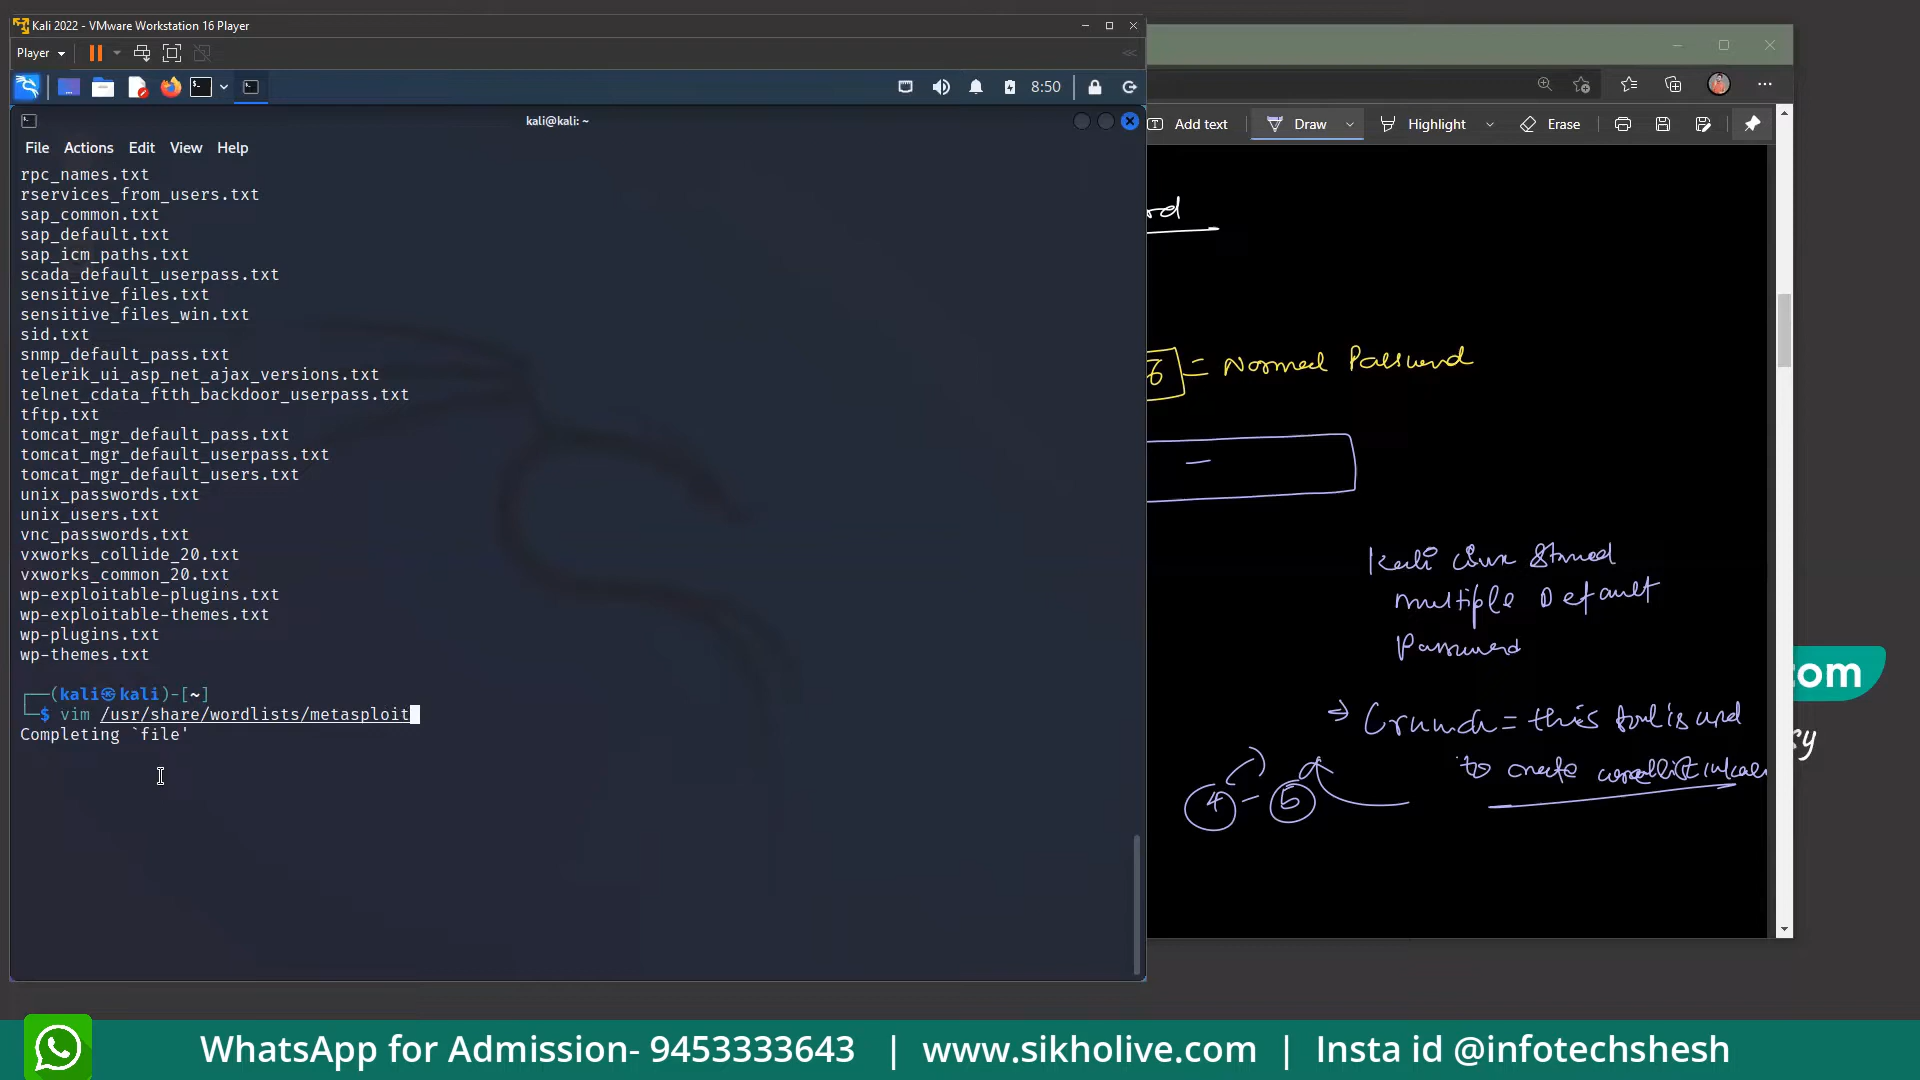 Kali 2022 - VMware Workstation 16 Player
Player
8:50
kali@kali: ~
File Actions Edit View Help
rpc_names.txt
rservices_from_users.txt
sap_common.txt
sap_default.txt
sap_icm_paths.txt
scada_default_userpass.txt
sensitive_files.txt
sensitive_files_win.txt
sid.txt
snmp_default_pass.txt
telerik_ui_asp_net_ajax_versions.txt
telnet_cdata_ftth_backdoor_userpass.txt
tftp.txt
tomcat_mgr_default_pass.txt
tomcat_mgr_default_userpass.txt
tomcat_mgr_default_users.txt
unix_passwords.txt
unix_users.txt
vnc_passwords.txt
vxworks_collide_20.txt
vxworks_common_20.txt
wp-exploitable-plugins.txt
wp-exploitable-themes.txt
wp-plugins.txt
wp-themes.txt
┌──(kali㉿kali)-[~]
└─$ vim /usr/share/wordlists/metasploit
Completing `file'
Add text Draw Highlight Erase
ord
6 = Normal Password
Kali Stored
multiple Default
Password
→ Crunch = this tool is used
to create
4 - 5
com
WhatsApp for Admission- 9453333643 | www.sikholive.com | Insta id @infotechshesh